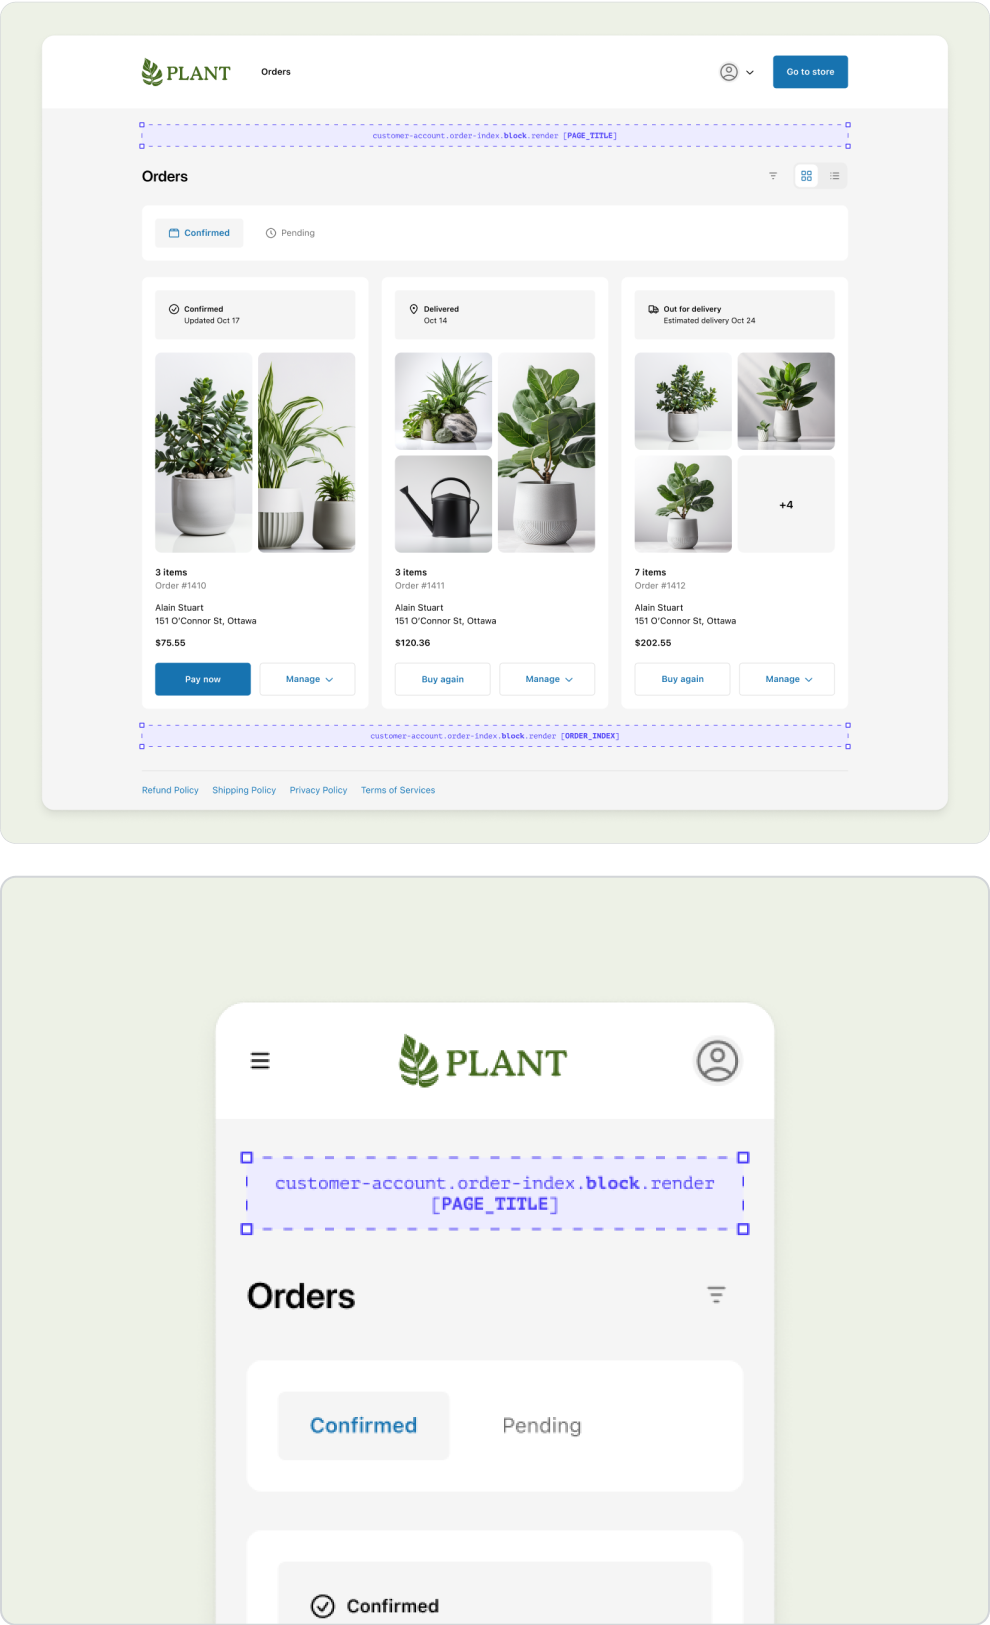 PLANT
Orders
Go to store
customer-account.order-index.block.render [PAGE_TITLE]
Orders
Confirmed
Pending
Confirmed
Updated Oct 17
Delivered
Oct 14
Out for delivery
Estimated delivery Oct 24
+4
3 items
Order #1410
Alain Stuart
151 O'Connor St, Ottawa
$75.55
Pay now
Manage
3 items
Order #1411
Alain Stuart
151 O'Connor St, Ottawa
$120.36
Buy again
Manage
7 items
Order #1412
Alain Stuart
151 O'Connor St, Ottawa
$202.55
Buy again
Manage
customer-account.order-index.block.render [ORDER_INDEX]
Refund Policy
Shipping Policy
Privacy Policy
Terms of Services
PLANT
customer-account.order-index.block.render
[PAGE_TITLE]
Orders
Confirmed
Pending
Confirmed